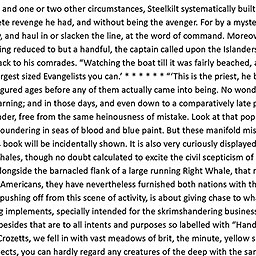 and one or two other circumstances, Steelkilt systematically built
ete revenge he had, and without being the avenger. For by a myste
, and haul in or slacken the line, at the word of command. Moreov
ing reduced to but a handful, the captain called upon the Islanders
ack to his comrades. “Watching the boat till it was fairly beached, a
rgest sized Evangelists you can.’ * * * * * * * “‘This is the priest, he b
gured ages before any of them actually came into being. No wond
arning; and in those days, and even down to a comparatively late p
nder, free from the same heinousness of mistake. Look at that pop
oundering in seas of blood and blue paint. But these manifold mis
s book will be incidentally shown. It is also very curiously displayed
hales, though no doubt calculated to excite the civil scepticism of
longside the barnacled flank of a large running Right Whale, that r
Americans, they have nevertheless furnished both nations with th
pushing off from this scene of activity, is about giving chase to wha
g implements, specially intended for the skrimshandering business
besides that are to all intents and purposes so labelled with “Hand
Crozetts, we fell in with vast meadows of brit, the minute, yellow s
ects, you can hardly regard any creatures of the deep with the sam